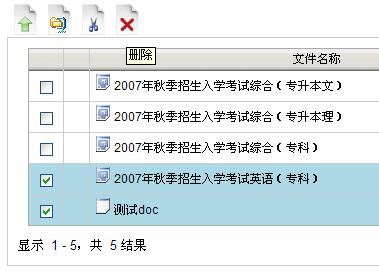 删除
文件名称
2007年秋季招生入学考试综合（专升本文）
2007年秋季招生入学考试综合（专升本理）
2007年秋季招生入学考试综合（专科）
2007年秋季招生入学考试英语（专科）
测试doc
显示 1 - 5，共 5 结果